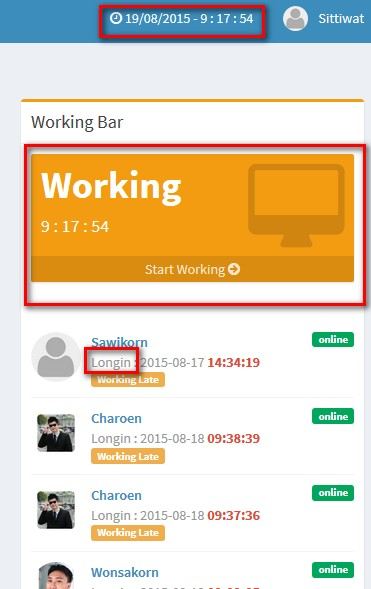 19/08/2015 - 9 : 17 : 54 Sittiwat
Working Bar
Working
9 : 17 : 54
Start Working
Sawikorn online
Longin : 2015-08-17 14:34:19
Working Late
Charoen online
Longin : 2015-08-18 09:38:39
Working Late
Charoen online
Longin : 2015-08-18 09:37:36
Working Late
Wonsakorn online